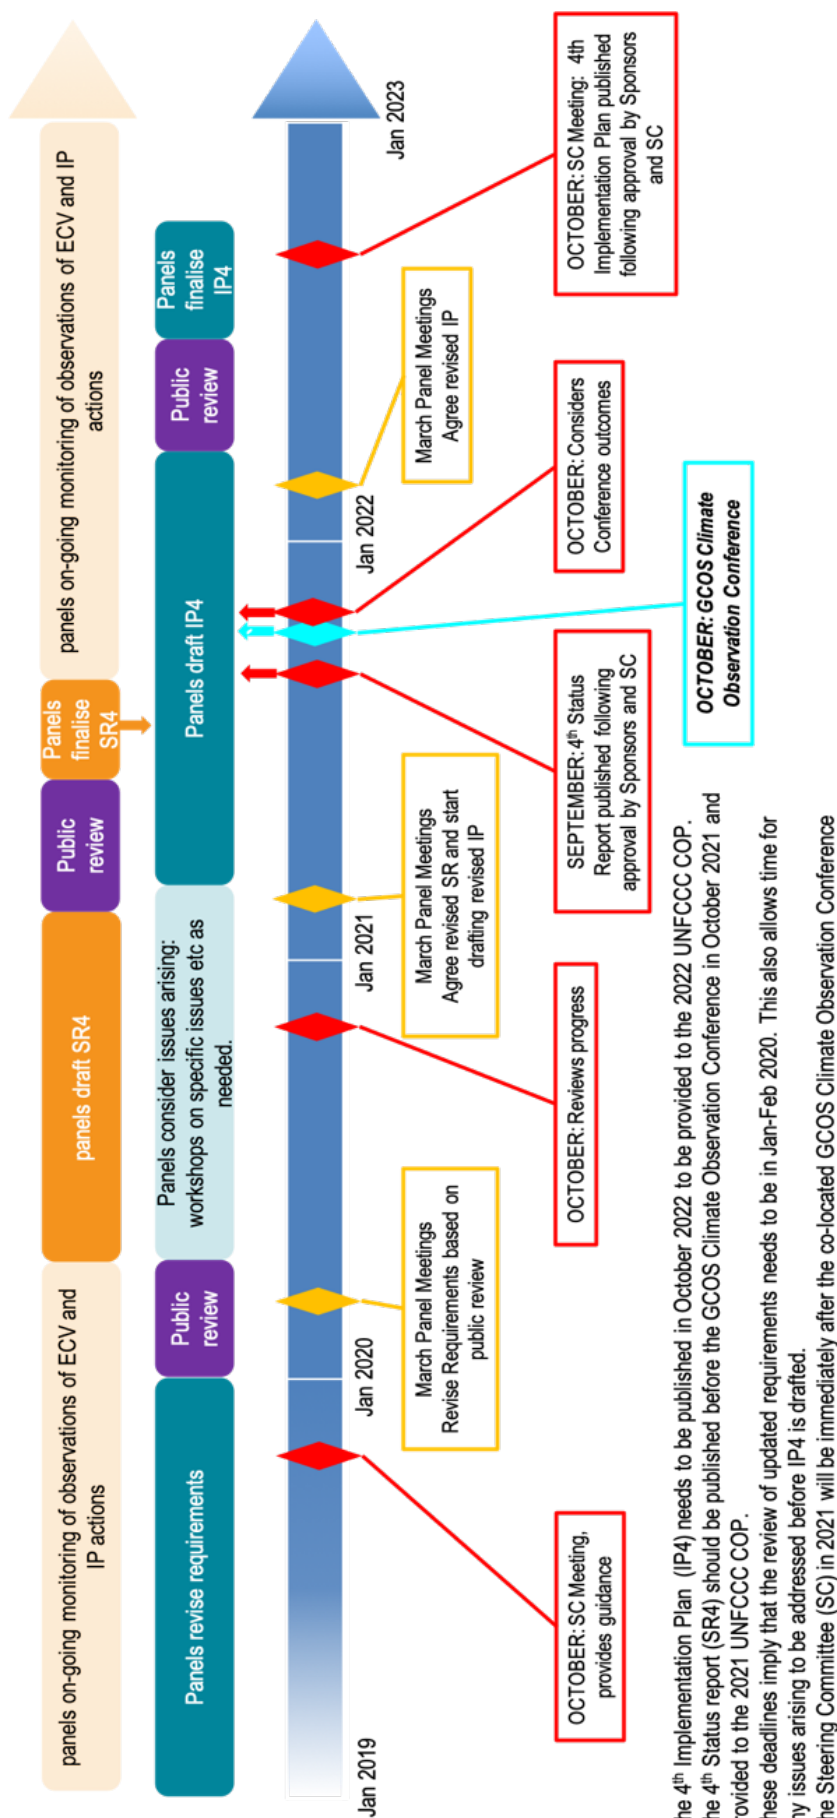 panels on-going monitoring of observations of ECV and
IP actions
panels draft SR4
Public
review
Panels
finalise
SR4
panels on-going monitoring of observations of ECV and IP
actions
Panels revise requirements
Public
review
Panels consider issues arising:
workshops on specific issues etc as
needed.
Panels draft IP4
Public
review
Panels
finalise
IP4
Jan 2019
Jan 2020
Jan 2021
Jan 2022
Jan 2023
March Panel Meetings
Revise Requirements based on
public review
March Panel Meetings
Agree revised SR and start
drafting revised IP
March Panel Meetings
Agree revised IP
OCTOBER: SC Meeting,
provides guidance
OCTOBER: Reviews progress
SEPTEMBER: 4th Status
Report published following
approval by Sponsors and SC
OCTOBER: Considers
Conference outcomes
OCTOBER: SC Meeting: 4th
Implementation Plan published
following approval by Sponsors
and SC
OCTOBER: GCOS Climate
Observation Conference
4th Implementation Plan (IP4) needs to be published in October 2022 to be provided to the 2022 UNFCCC COP.
4th Status report (SR4) should be published before the GCOS Climate Observation Conference in October 2021 and
to the 2021 UNFCCC COP.
deadlines imply that the review of updated requirements needs to be in Jan-Feb 2020. This also allows time for
issues arising to be addressed before IP4 is drafted.
Steering Committee (SC) in 2021 will be immediately after the co-located GCOS Climate Observation Conference